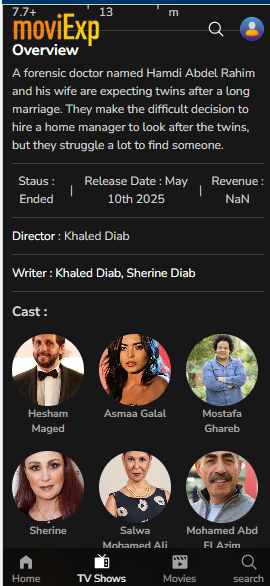 7.7+ 13 m
moviExp
Overview
A forensic doctor named Hamdi Abdel Rahim
and his wife are expecting twins after a long
marriage. They make the difficult decision to
hire a home manager to look after the twins,
but they struggle a lot to find someone.
Staus : | Release Date : May | Revenue :
Ended 10th 2025 NaN
Director : Khaled Diab
Writer : Khaled Diab, Sherine Diab
Cast :
Hesham Asmaa Galal Mostafa
Maged Ghareb
Sherine Salwa Mohamed Abd
Mohamed Ali El Azim
Home TV Shows Movies search